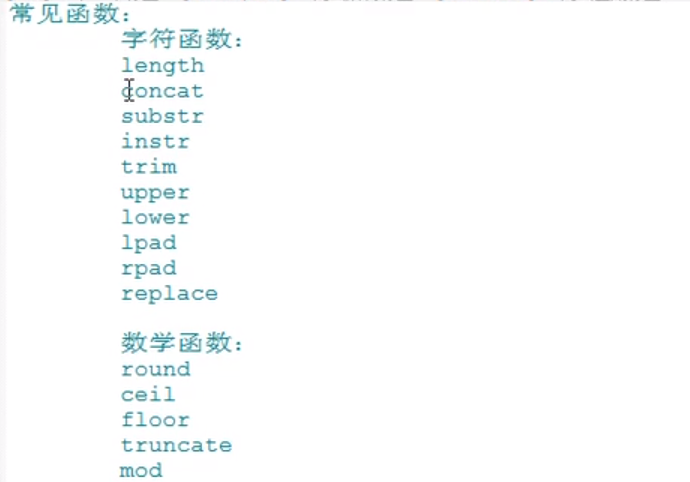 常见函数：
字符函数：
length
concat
substr
instr
trim
upper
lower
lpad
rpad
replace
数学函数：
round
ceil
floor
truncate
mod